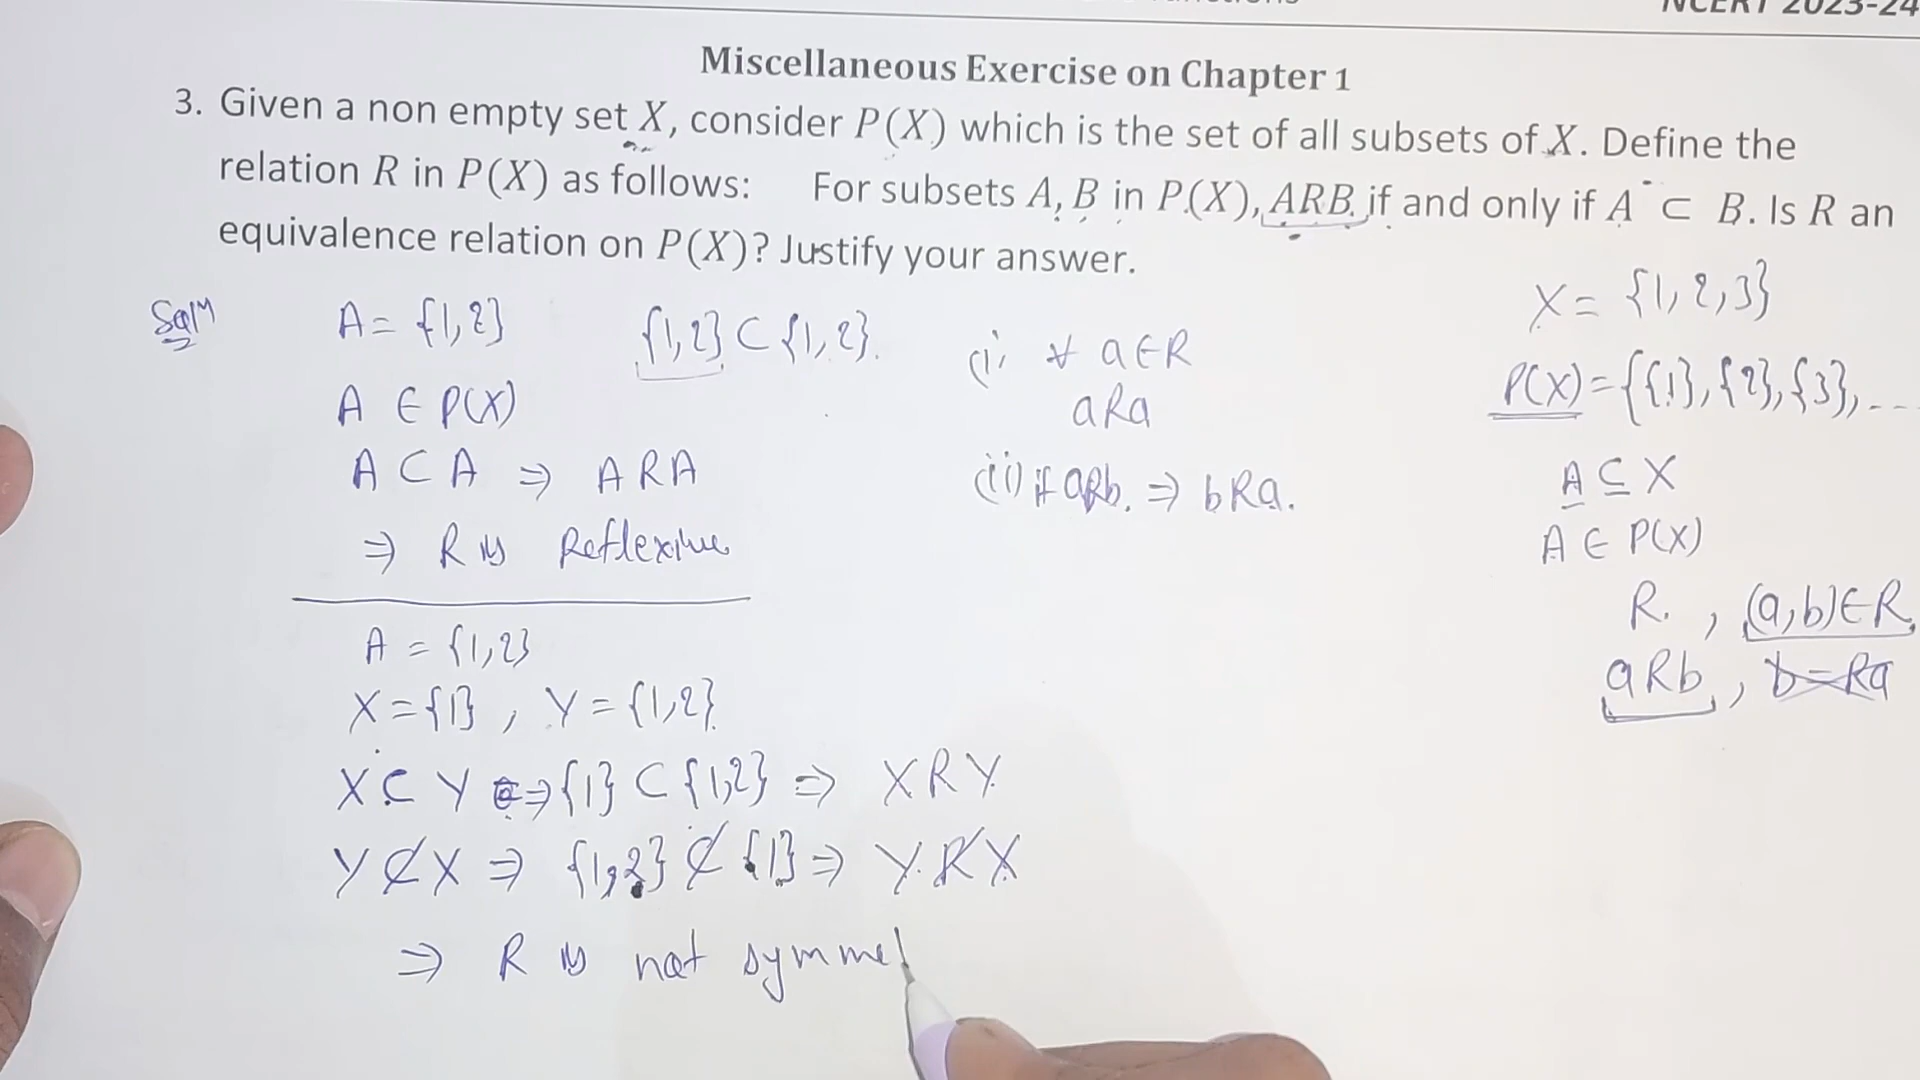 NCERT 2023-24
Miscellaneous Exercise on Chapter 1
3. Given a non empty set X, consider P(X) which is the set of all subsets of X. Define the
relation R in P(X) as follows: For subsets A, B in P(X), ARB if and only if A ⊂ B. Is R an
equivalence relation on P(X)? Justify your answer.
Solⁿ
A = {1,2} {1,2} ⊂ {1,2}.
A ∈ P(X)
A ⊂ A ⇒ A R A
⇒ R is Reflexive
A = {1,2}
X = {1} , Y = {1,2}
X ⊂ Y ⇒ {1} ⊂ {1,2} ⇒ X R Y
Y ⊄ X ⇒ {1,2} ⊄ {1} ⇒ Y R̸ X
⇒ R is not symmet
(i) ∀ a ∈ R
aRa
(ii) if aRb, ⇒ bRa.
X = {1,2,3}
P(X) = {{1}, {2}, {3}, ---
A ⊆ X
A ∈ P(X)
R. , (a,b) ∈ R,
aRb , b Ra